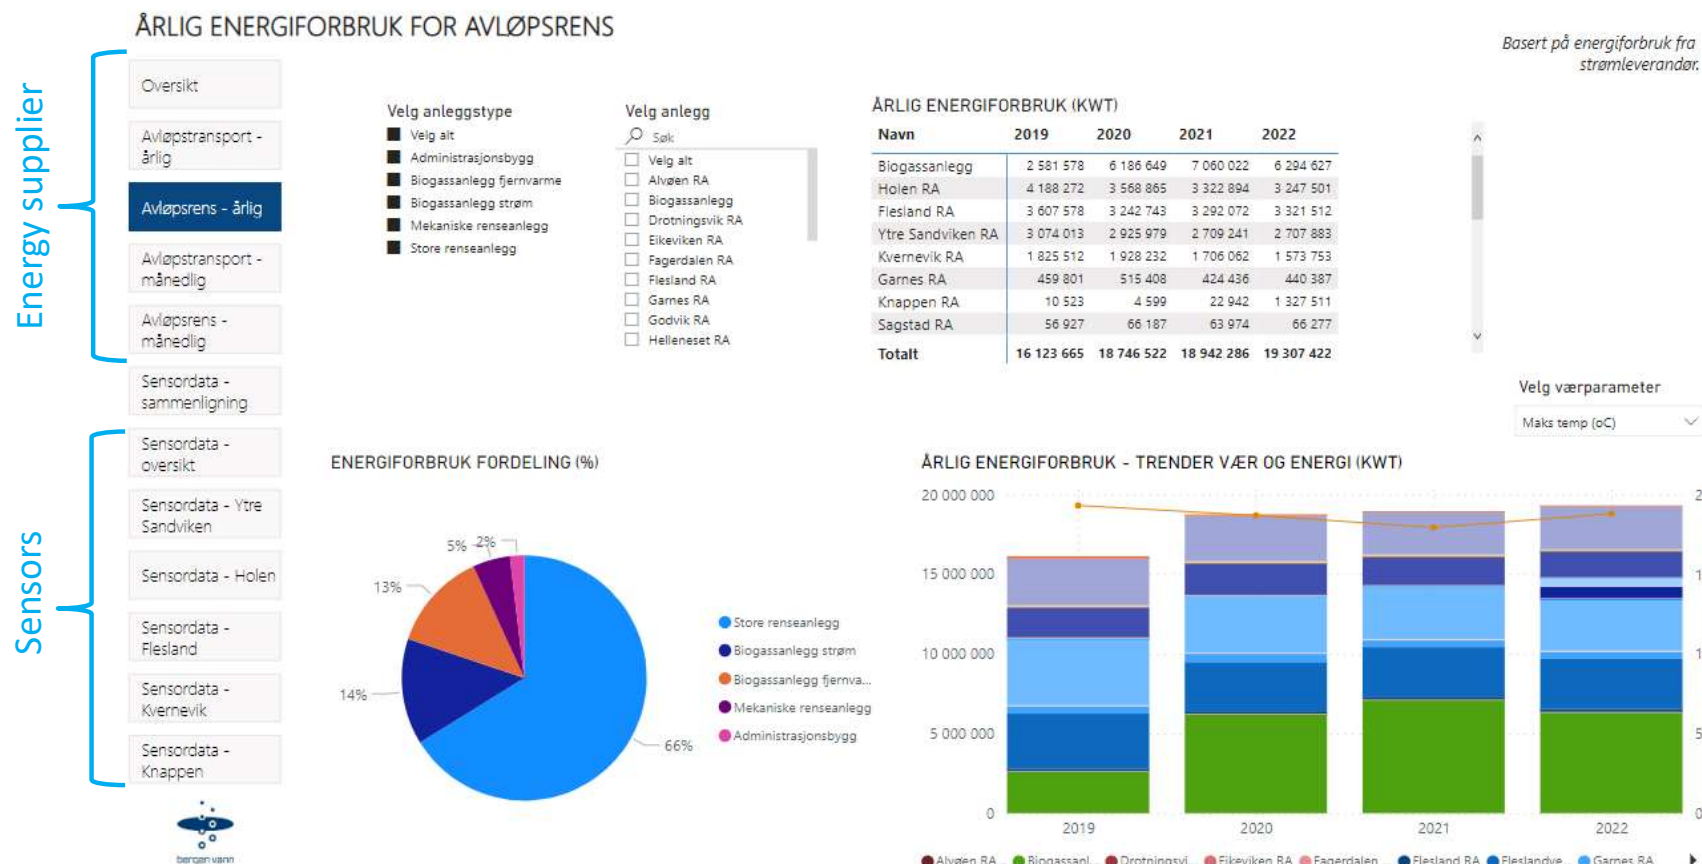 ÅRLIG ENERGIFORBRUK FOR AVLØPSRENS
Basert på energiforbruk fra
strømleverandør.
Energy supplier
Sensors
Oversikt
Avløpstransport -
årlig
Avløpsrens - årlig
Avløpstransport -
månedlig
Avløpsrens -
månedlig
Sensordata -
sammenligning
Sensordata -
oversikt
Sensordata - Ytre
Sandviken
Sensordata - Holen
Sensordata -
Flesland
Sensordata -
Kvernevik
Sensordata -
Knappen
bergen vann
Velg anleggstype
Velg alt
Administrasjonsbygg
Biogassanlegg fjernvarme
Biogassanlegg strøm
Mekaniske renseanlegg
Store renseanlegg
Velg anlegg
Søk
Velg alt
Alvøen RA
Biogassanlegg
Drotningsvik RA
Eikeviken RA
Fagerdalen RA
Flesland RA
Garnes RA
Godvik RA
Helleneset RA
ÅRLIG ENERGIFORBRUK (KWT)
Navn 2019 2020 2021 2022
Biogassanlegg 2 581 578 6 186 649 7 060 022 6 294 627
Holen RA 4 188 272 3 568 865 3 322 894 3 247 501
Flesland RA 3 607 578 3 242 743 3 292 072 3 321 512
Ytre Sandviken RA 3 074 013 2 925 979 2 709 241 2 707 883
Kvernevik RA 1 825 512 1 928 232 1 706 062 1 573 753
Garnes RA 459 801 515 408 424 436 440 387
Knappen RA 10 523 4 599 22 942 1 327 511
Sagstad RA 56 927 66 187 63 974 66 277
Totalt 16 123 665 18 746 522 18 942 286 19 307 422
Velg værparameter
Maks temp (oC)
ENERGIFORBRUK FORDELING (%)
5% 2%
13%
14%
66%
Store renseanlegg
Biogassanlegg strøm
Biogassanlegg fjernva...
Mekaniske renseanlegg
Administrasjonsbygg
ÅRLIG ENERGIFORBRUK - TRENDER VÆR OG ENERGI (KWT)
20 000 000 2
15 000 000 1
10 000 000 1
5 000 000 5
0 0
2019 2020 2021 2022
Alvøen RA Biogassanl... Drotningsvi... Eikeviken RA Fagerdalen ... Flesland RA Fleslandve... Garnes RA